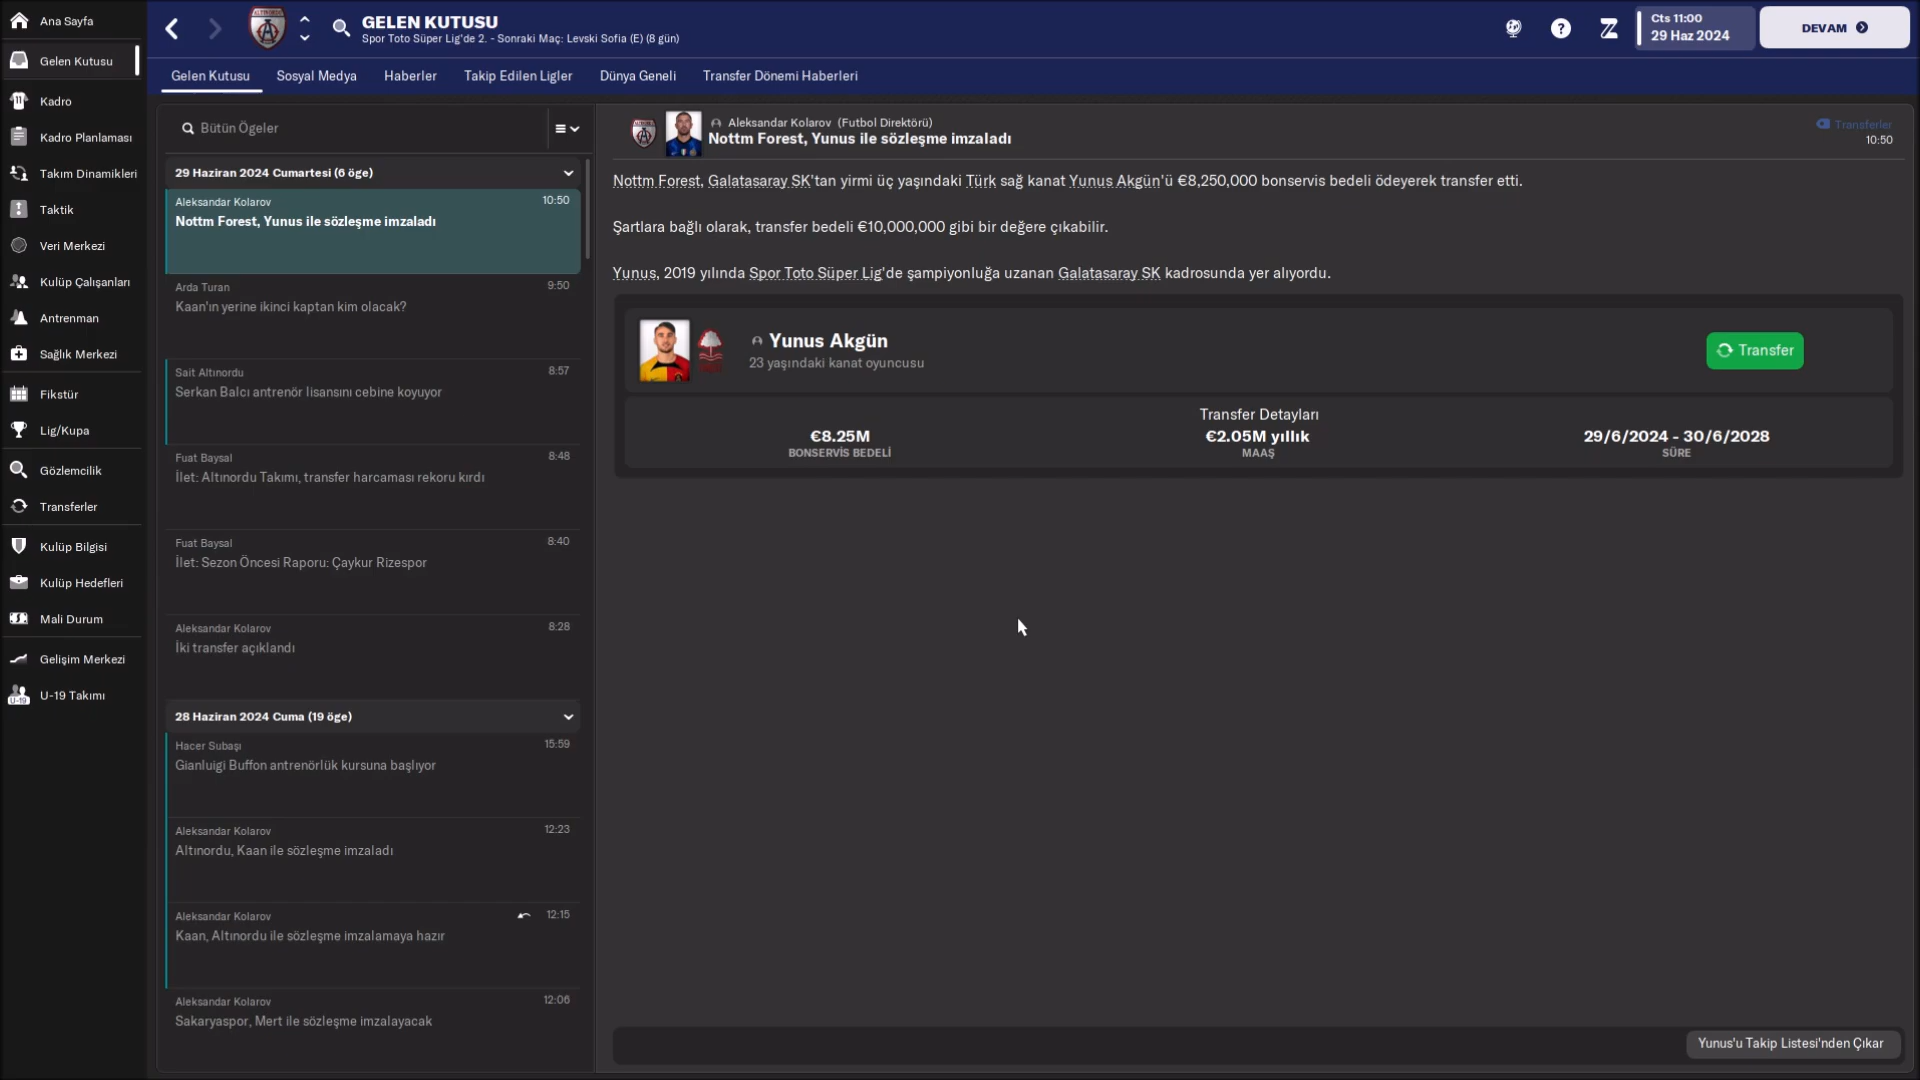 Ana Sayfa
Gelen Kutusu
Kadro
Kadro Planlaması
Takım Dinamikleri
Taktik
Veri Merkezi
Kulüp Çalışanları
Antrenman
Sağlık Merkezi
Fikstür
Lig/Kupa
Gözlemcilik
Transferler
Kulüp Bilgisi
Kulüp Hedefleri
Mali Durum
Gelişim Merkezi
U-19 Takımı
GELEN KUTUSU
Spor Toto Süper Lig'de 2. - Sonraki Maç: Levski Sofia (E) (8 gün)
Cts 11:00
29 Haz 2024
DEVAM
Gelen Kutusu Sosyal Medya Haberler Takip Edilen Ligler Dünya Geneli Transfer Dönemi Haberleri
Bütün Ögeler
29 Haziran 2024 Cumartesi (6 öge)
Aleksandar Kolarov 10:50
Nottm Forest, Yunus ile sözleşme imzaladı
Arda Turan 9:50
Kaan'ın yerine ikinci kaptan kim olacak?
Sait Altınordu 8:57
Serkan Balcı antrenör lisansını cebine koyuyor
Fuat Baysal 8:48
İlet: Altınordu Takımı, transfer harcaması rekoru kırdı
Fuat Baysal 8:40
İlet: Sezon Öncesi Raporu: Çaykur Rizespor
Aleksandar Kolarov 8:28
İki transfer açıklandı
28 Haziran 2024 Cuma (19 öge)
Hacer Subaşı 15:59
Gianluigi Buffon antrenörlük kursuna başlıyor
Aleksandar Kolarov 12:23
Altınordu, Kaan ile sözleşme imzaladı
Aleksandar Kolarov 12:15
Kaan, Altınordu ile sözleşme imzalamaya hazır
Aleksandar Kolarov 12:06
Sakaryaspor, Mert ile sözleşme imzalayacak
Aleksandar Kolarov (Futbol Direktörü)
Nottm Forest, Yunus ile sözleşme imzaladı
Transferler
10:50
Nottm Forest, Galatasaray SK'tan yirmi üç yaşındaki Türk sağ kanat Yunus Akgün'ü €8,250,000 bonservis bedeli ödeyerek transfer etti.
Şartlara bağlı olarak, transfer bedeli €10,000,000 gibi bir değere çıkabilir.
Yunus, 2019 yılında Spor Toto Süper Lig'de şampiyonluğa uzanan Galatasaray SK kadrosunda yer alıyordu.
Yunus Akgün
23 yaşındaki kanat oyuncusu
Transfer
Transfer Detayları
€8.25M €2.05M yıllık 29/6/2024 - 30/6/2028
BONSERVİS BEDELİ MAAŞ SÜRE
Yunus'u Takip Listesi'nden Çıkar